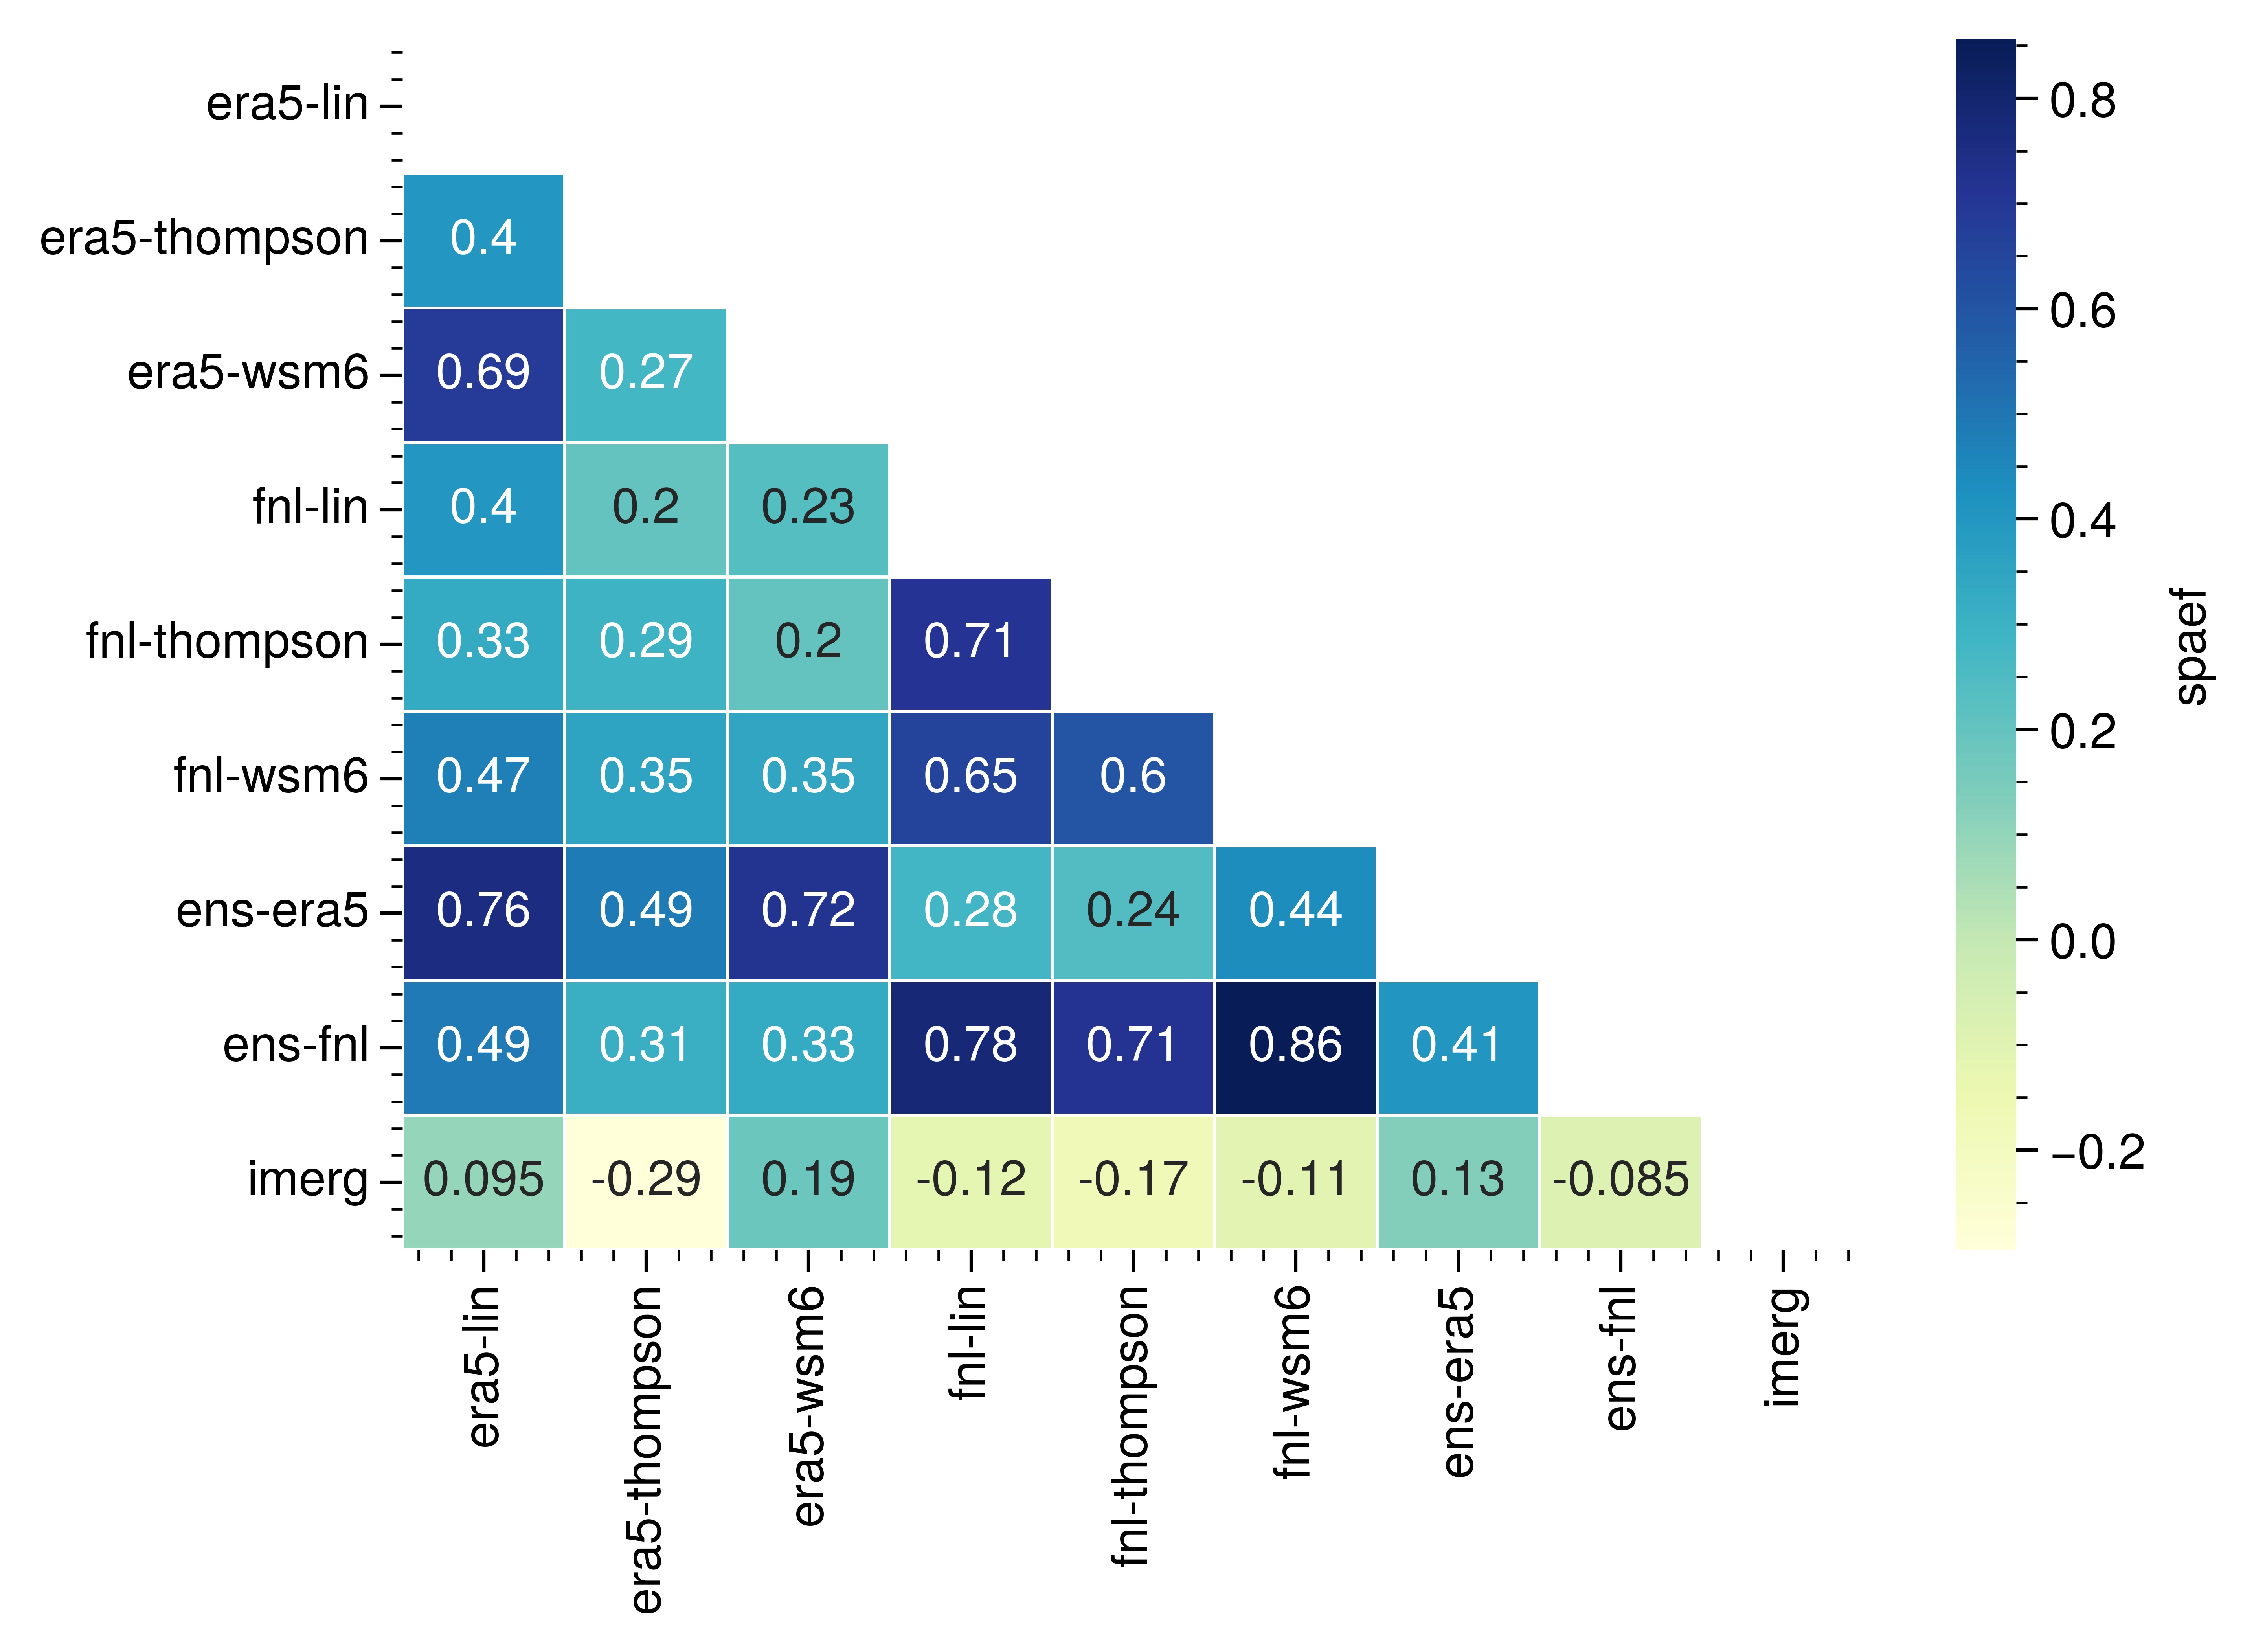 era5-lin
era5-thompson 0.4
era5-wsm6 0.69 0.27
fnl-lin 0.4 0.2 0.23
fnl-thompson 0.33 0.29 0.2 0.71
fnl-wsm6 0.47 0.35 0.35 0.65 0.6
ens-era5 0.76 0.49 0.72 0.28 0.24 0.44
ens-fnl 0.49 0.31 0.33 0.78 0.71 0.86 0.41
imerg 0.095 -0.29 0.19 -0.12 -0.17 -0.11 0.13 -0.085
era5-lin
era5-thompson
era5-wsm6
fnl-lin
fnl-thompson
fnl-wsm6
ens-era5
ens-fnl
imerg
0.8
0.6
0.4
0.2
0.0
−0.2
spaef